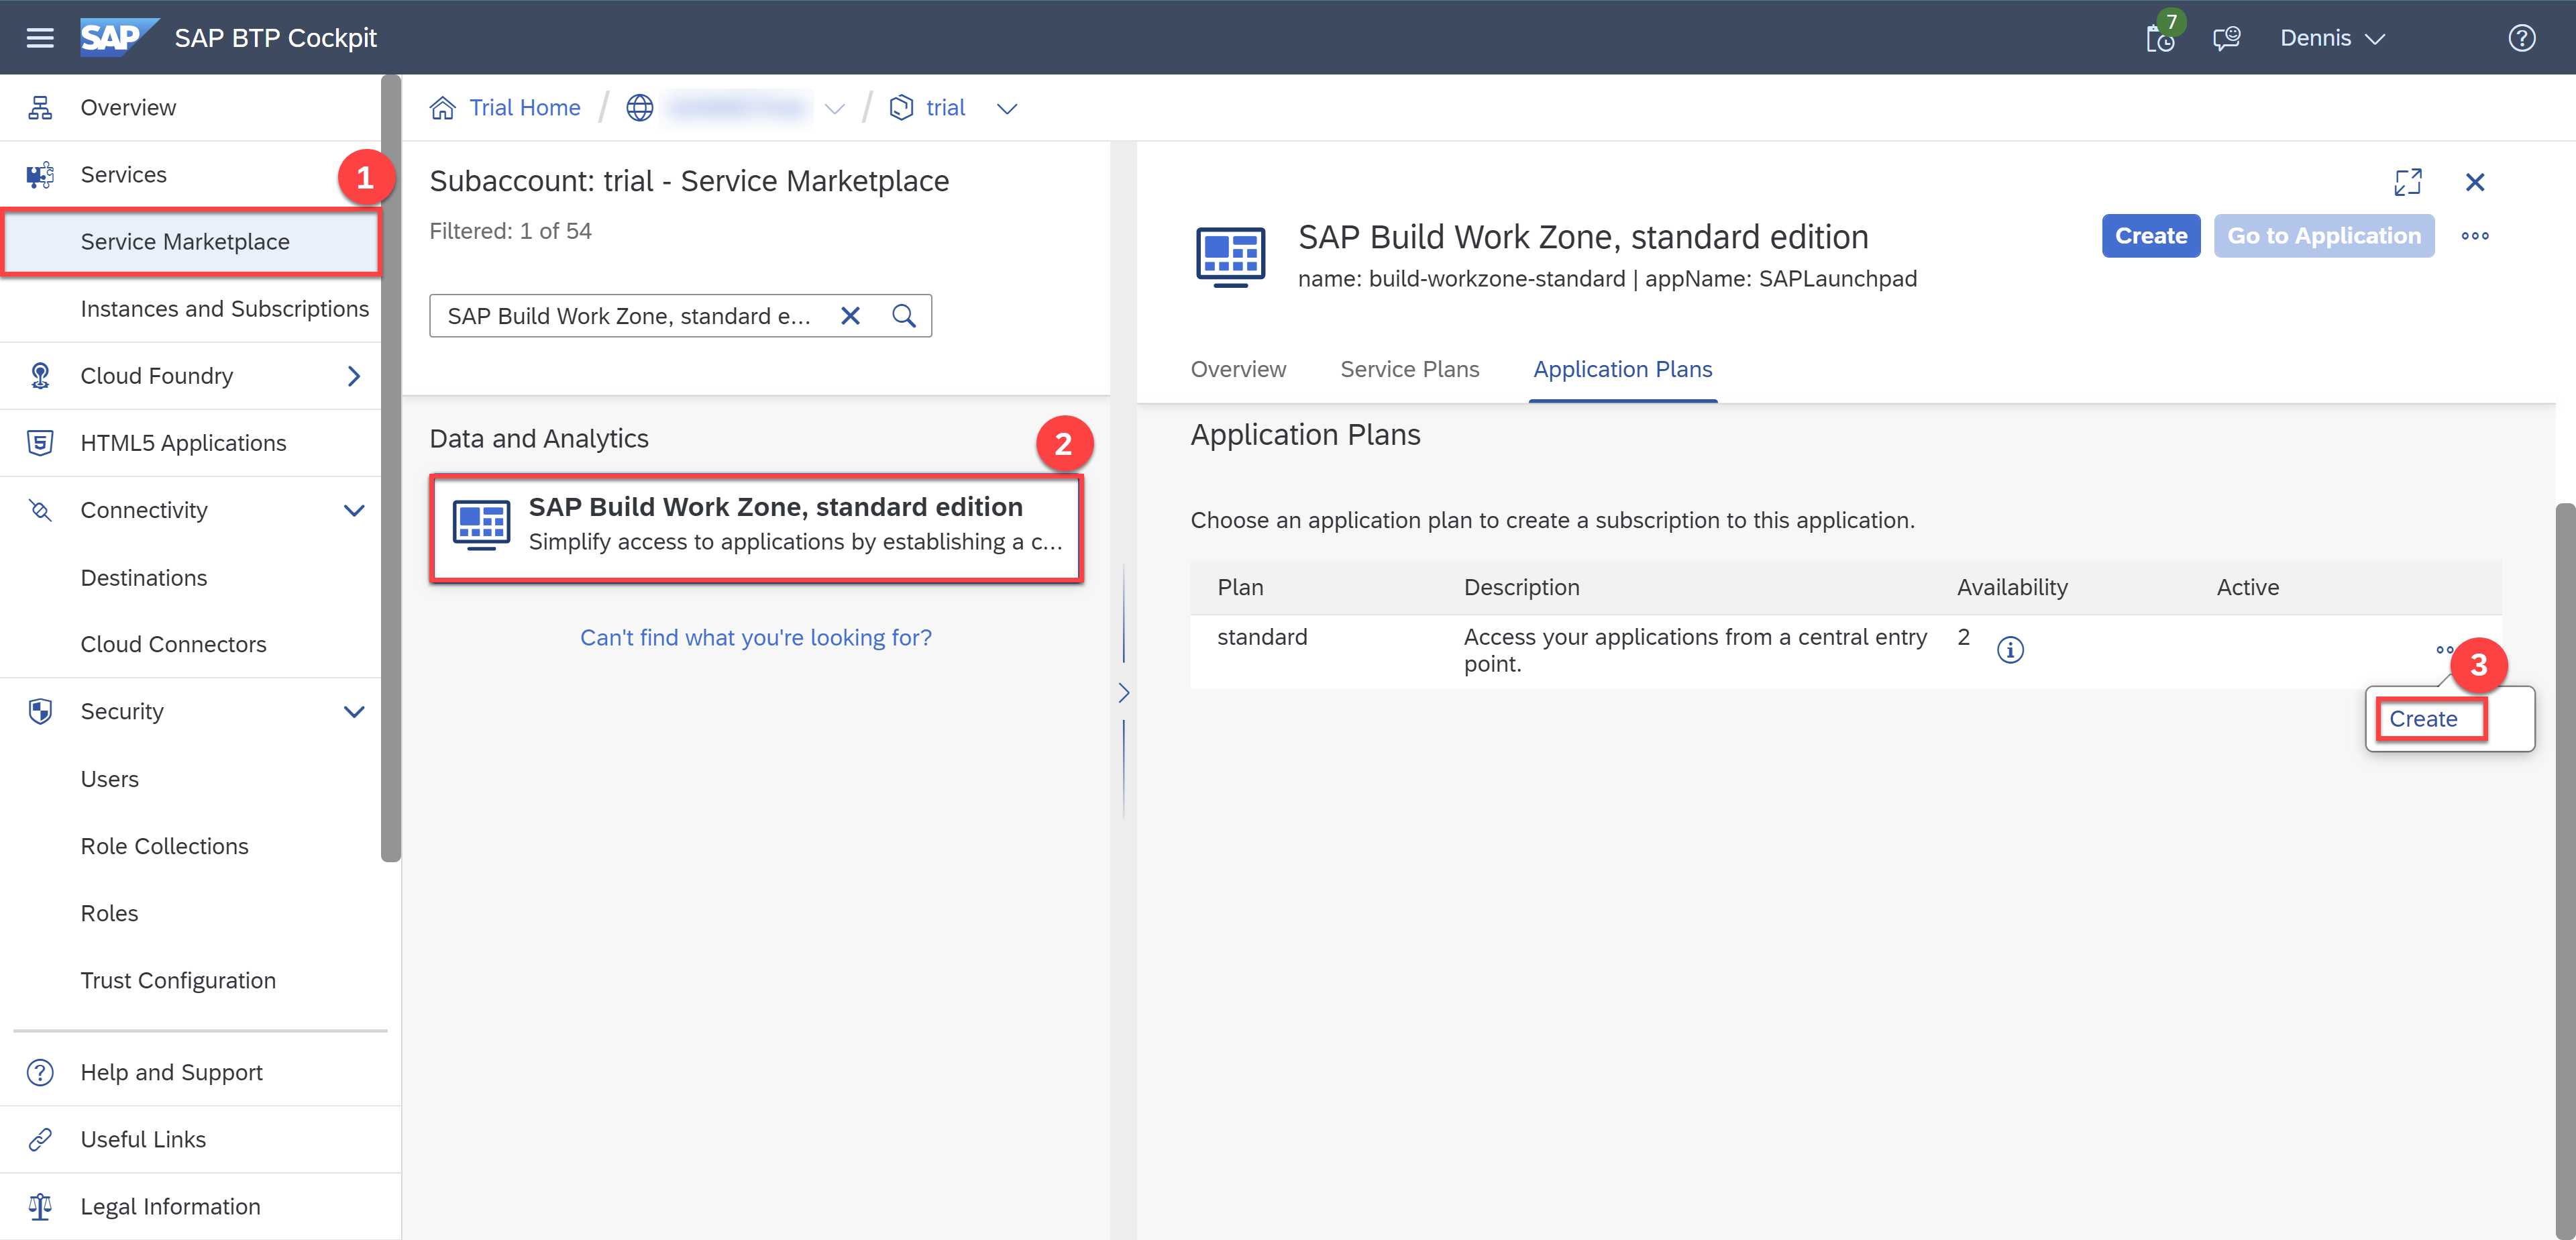 SAP
SAP BTP Cockpit
7
Dennis
Overview
Services
1
Service Marketplace
Instances and Subscriptions
Cloud Foundry
HTML5 Applications
Connectivity
Destinations
Cloud Connectors
Security
Users
Role Collections
Roles
Trust Configuration
Help and Support
Useful Links
Legal Information
Trial Home / / trial
Subaccount: trial - Service Marketplace
Filtered: 1 of 54
SAP Build Work Zone, standard e...
Data and Analytics
2
SAP Build Work Zone, standard edition
Simplify access to applications by establishing a c...
Can't find what you're looking for?
SAP Build Work Zone, standard edition
name: build-workzone-standard | appName: SAPLaunchpad
Create
Go to Application
Overview
Service Plans
Application Plans
Application Plans
Choose an application plan to create a subscription to this application.
Plan Description Availability Active
standard Access your applications from a central entry 2
point.
3
Create